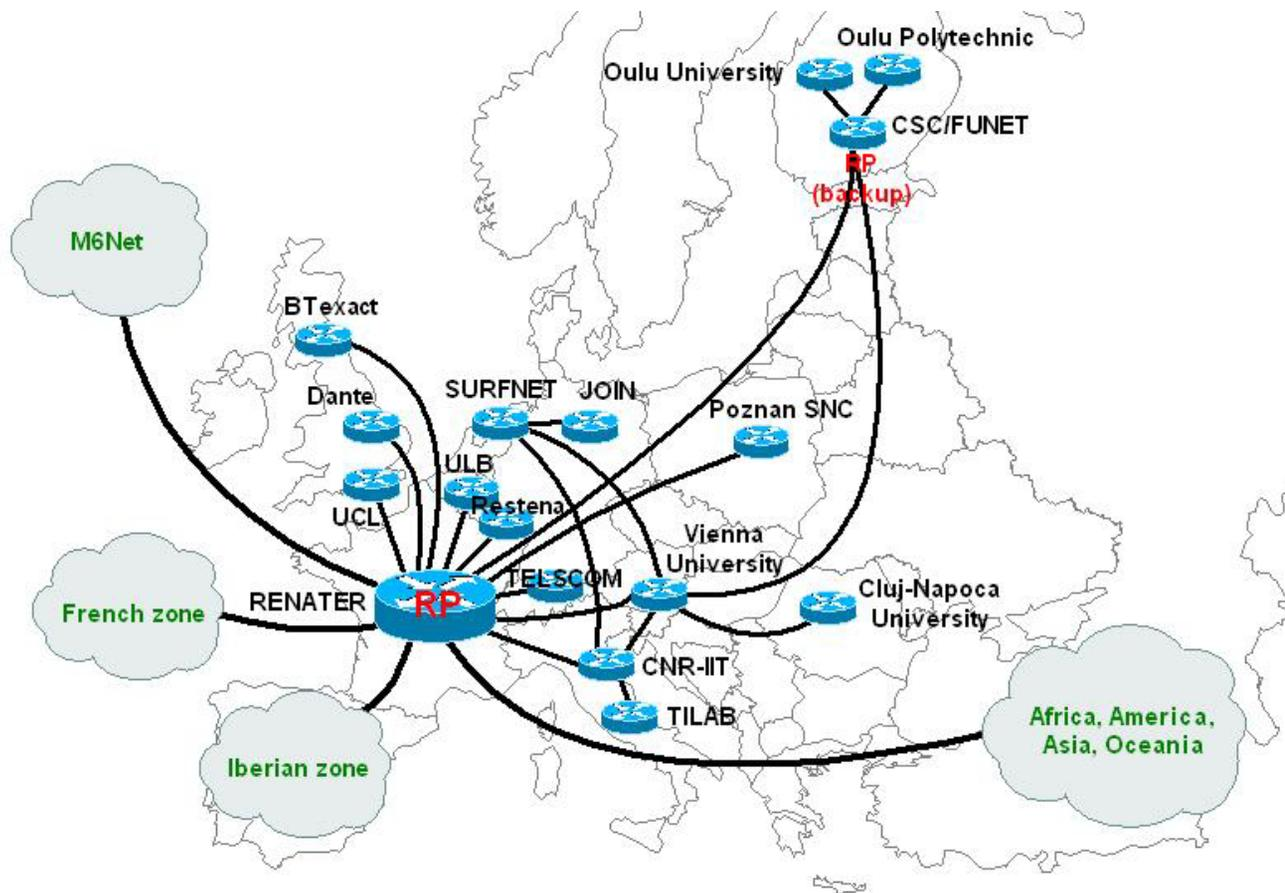 Oulu Polytechnic
Oulu University
CSC/FUNET
RP
(backup)
M6Net
BTexact
Dante
SURFNET
JOIN
Poznan SNC
ULB
Restena
UCL
Vienna
University
TELSCOM
RENATER
RP
French zone
Cluj-Napoca
University
CNR-IIT
TILAB
Iberian zone
Africa, America,
Asia, Oceania